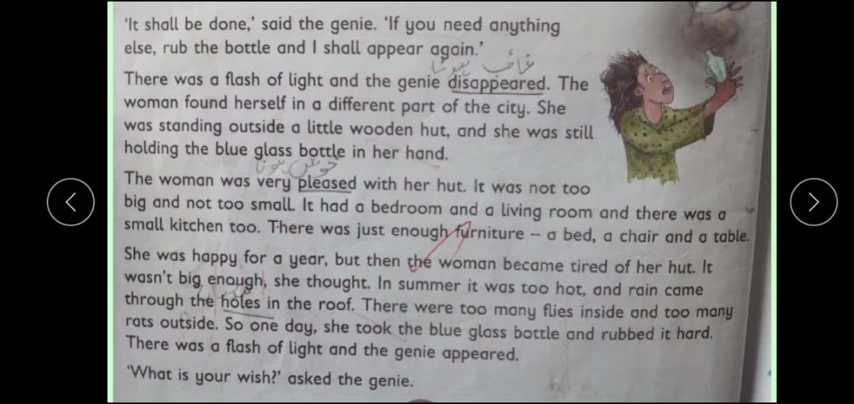 ‘It shall be done,’ said the genie. ‘If you need anything
else, rub the bottle and I shall appear again.’
غائب ہونا
There was a flash of light and the genie disappeared. The
woman found herself in a different part of the city. She
was standing outside a little wooden hut, and she was still
holding the blue glass bottle in her hand.
خوش ہونا
The woman was very pleased with her hut. It was not too
big and not too small. It had a bedroom and a living room and there was a
small kitchen too. There was just enough furniture – a bed, a chair and a table.
She was happy for a year, but then the woman became tired of her hut. It
wasn’t big enough, she thought. In summer it was too hot, and rain came
through the holes in the roof. There were too many flies inside and too many
rats outside. So one day, she took the blue glass bottle and rubbed it hard.
There was a flash of light and the genie appeared.
‘What is your wish?’ asked the genie.